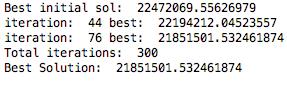 Best initial sol:  22472069.55626979
iteration:  44 best:  22194212.04523557
iteration:  76 best:  21851501.532461874
Total iterations:  300
Best Solution:  21851501.532461874